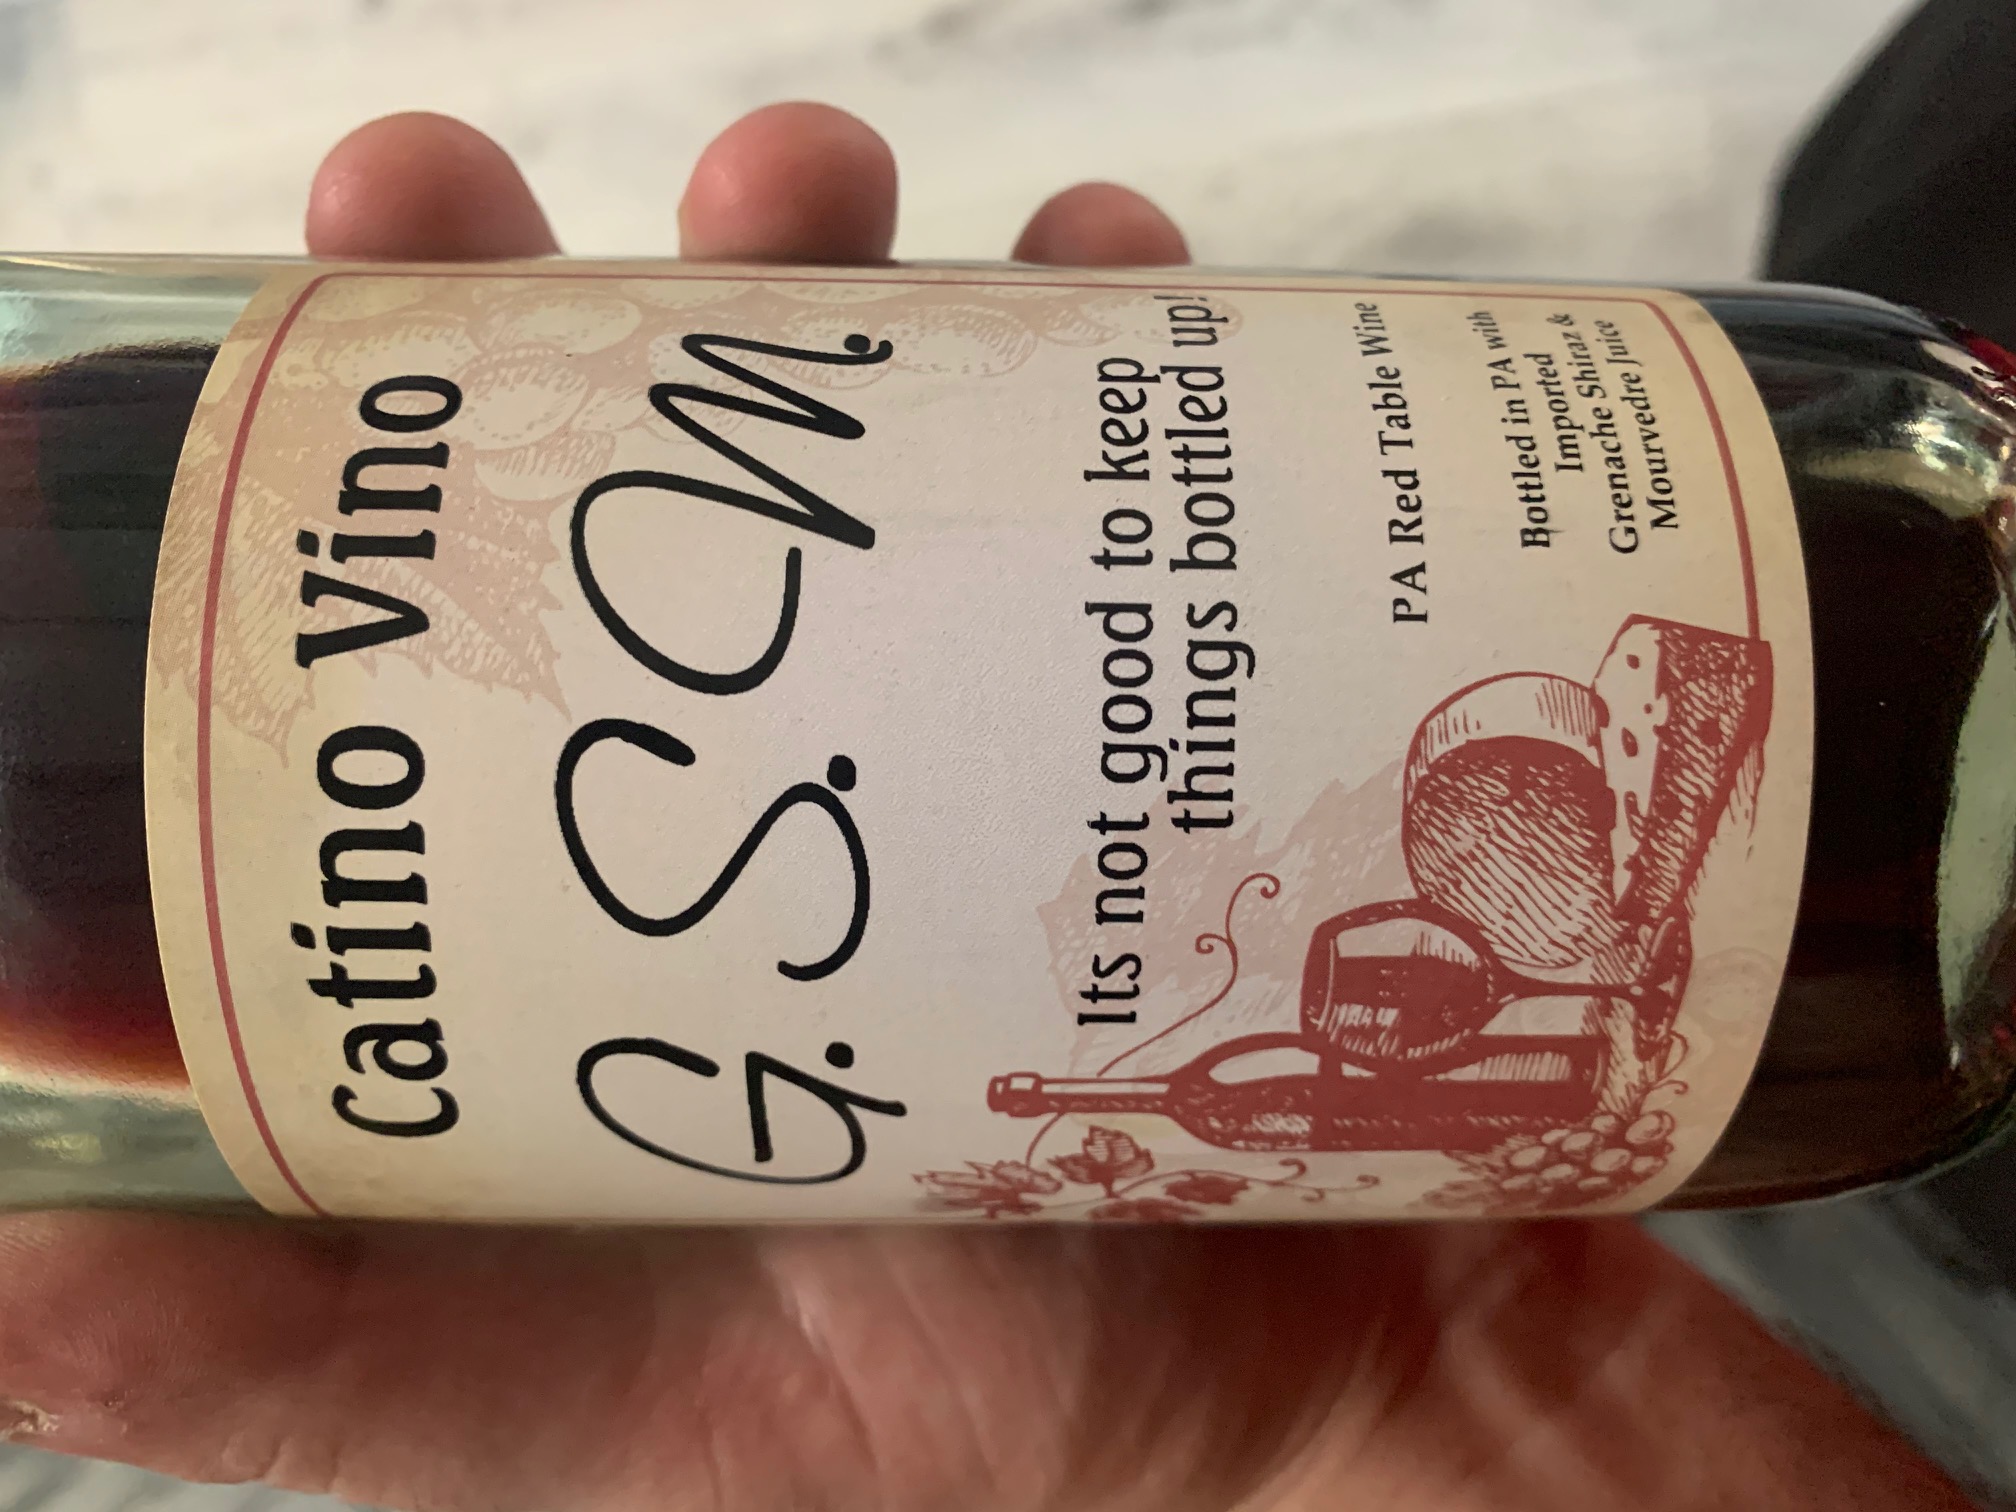 Catino Vino
G. S. M.
Its not good to keep
things bottled up!
PA Red Table Wine
Bottled in PA with
Imported
Grenache Shiraz &
Mourvedre Juice